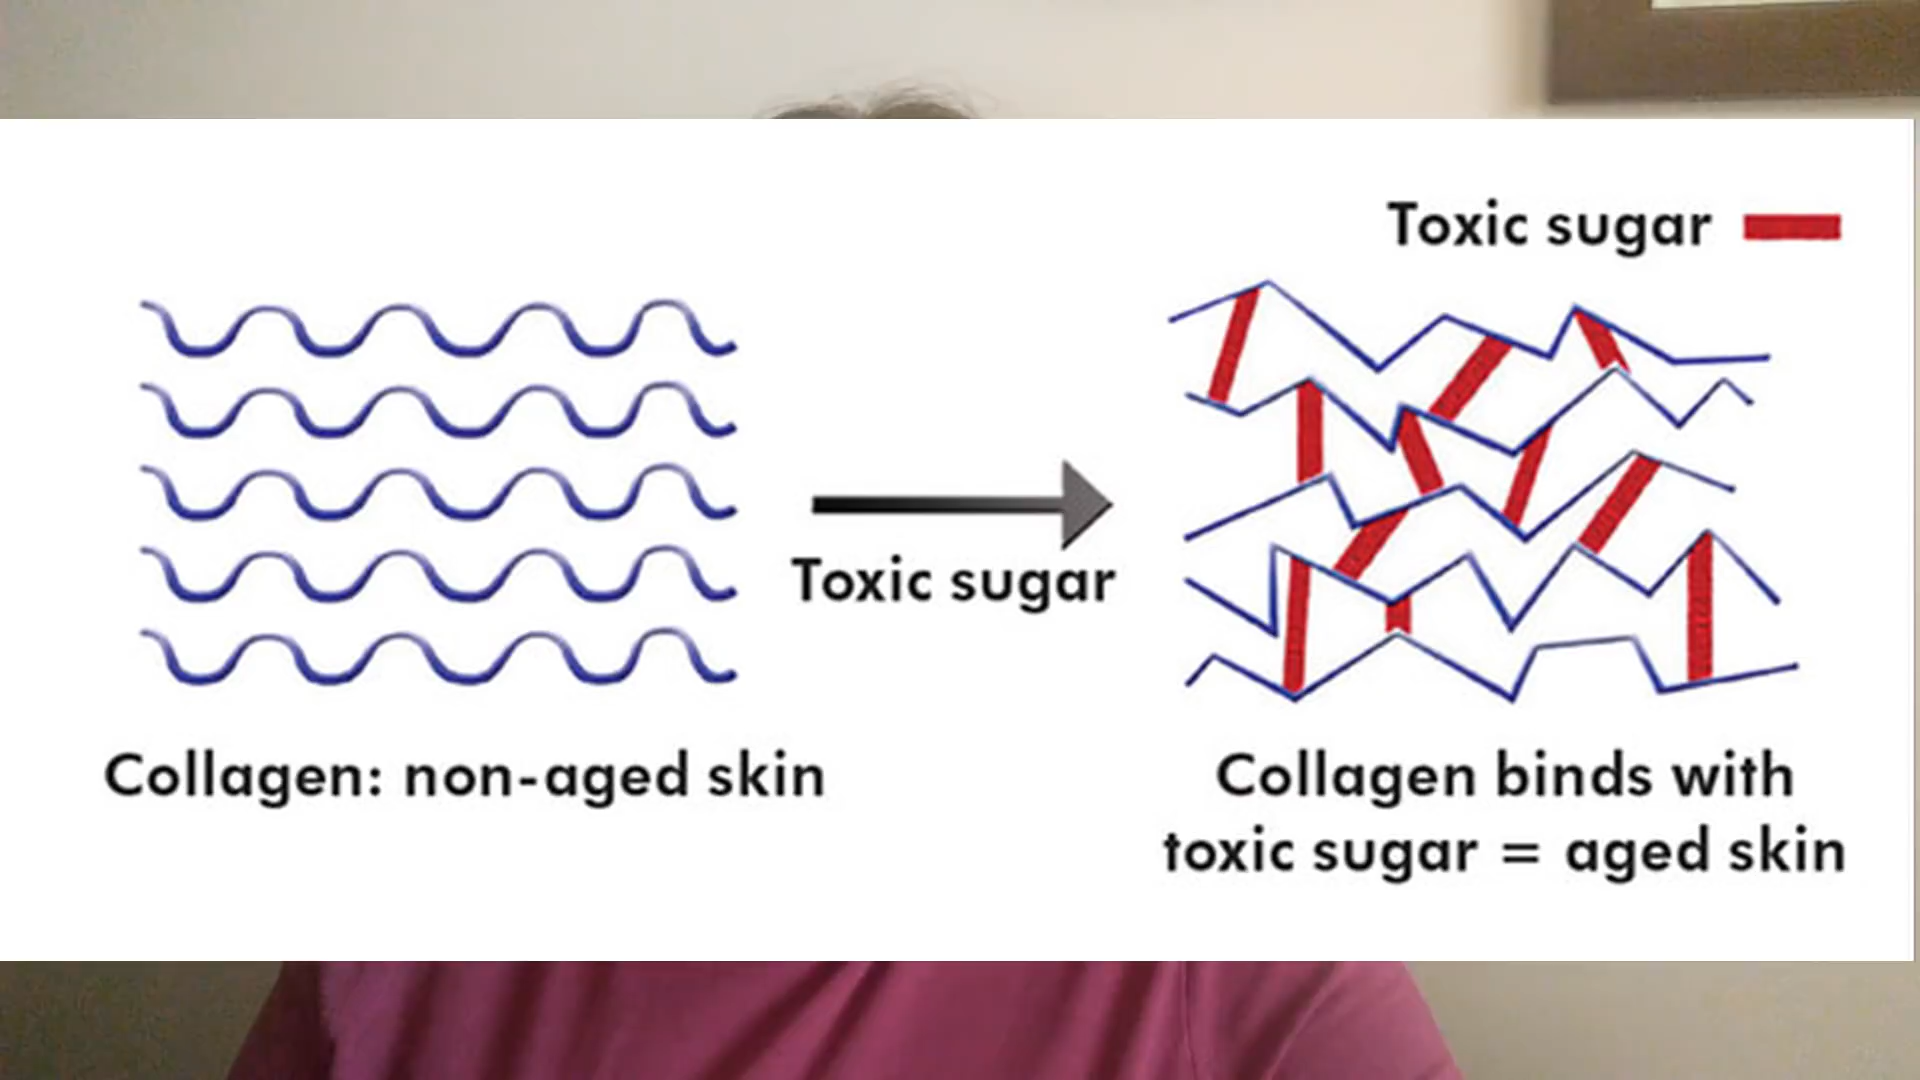 Toxic sugar
Toxic sugar
Collagen: non-aged skin
Collagen binds with
toxic sugar = aged skin